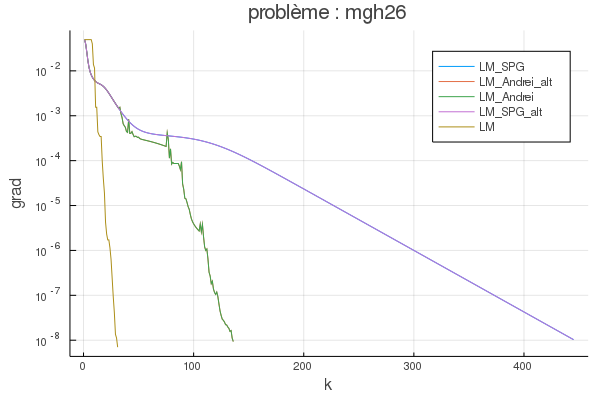 problème : mgh26
LM_SPG
LM_Andrei_alt
LM_Andrei
LM_SPG_alt
LM
grad
10^-2
10^-3
10^-4
10^-5
10^-6
10^-7
10^-8
0 100 200 300 400
k